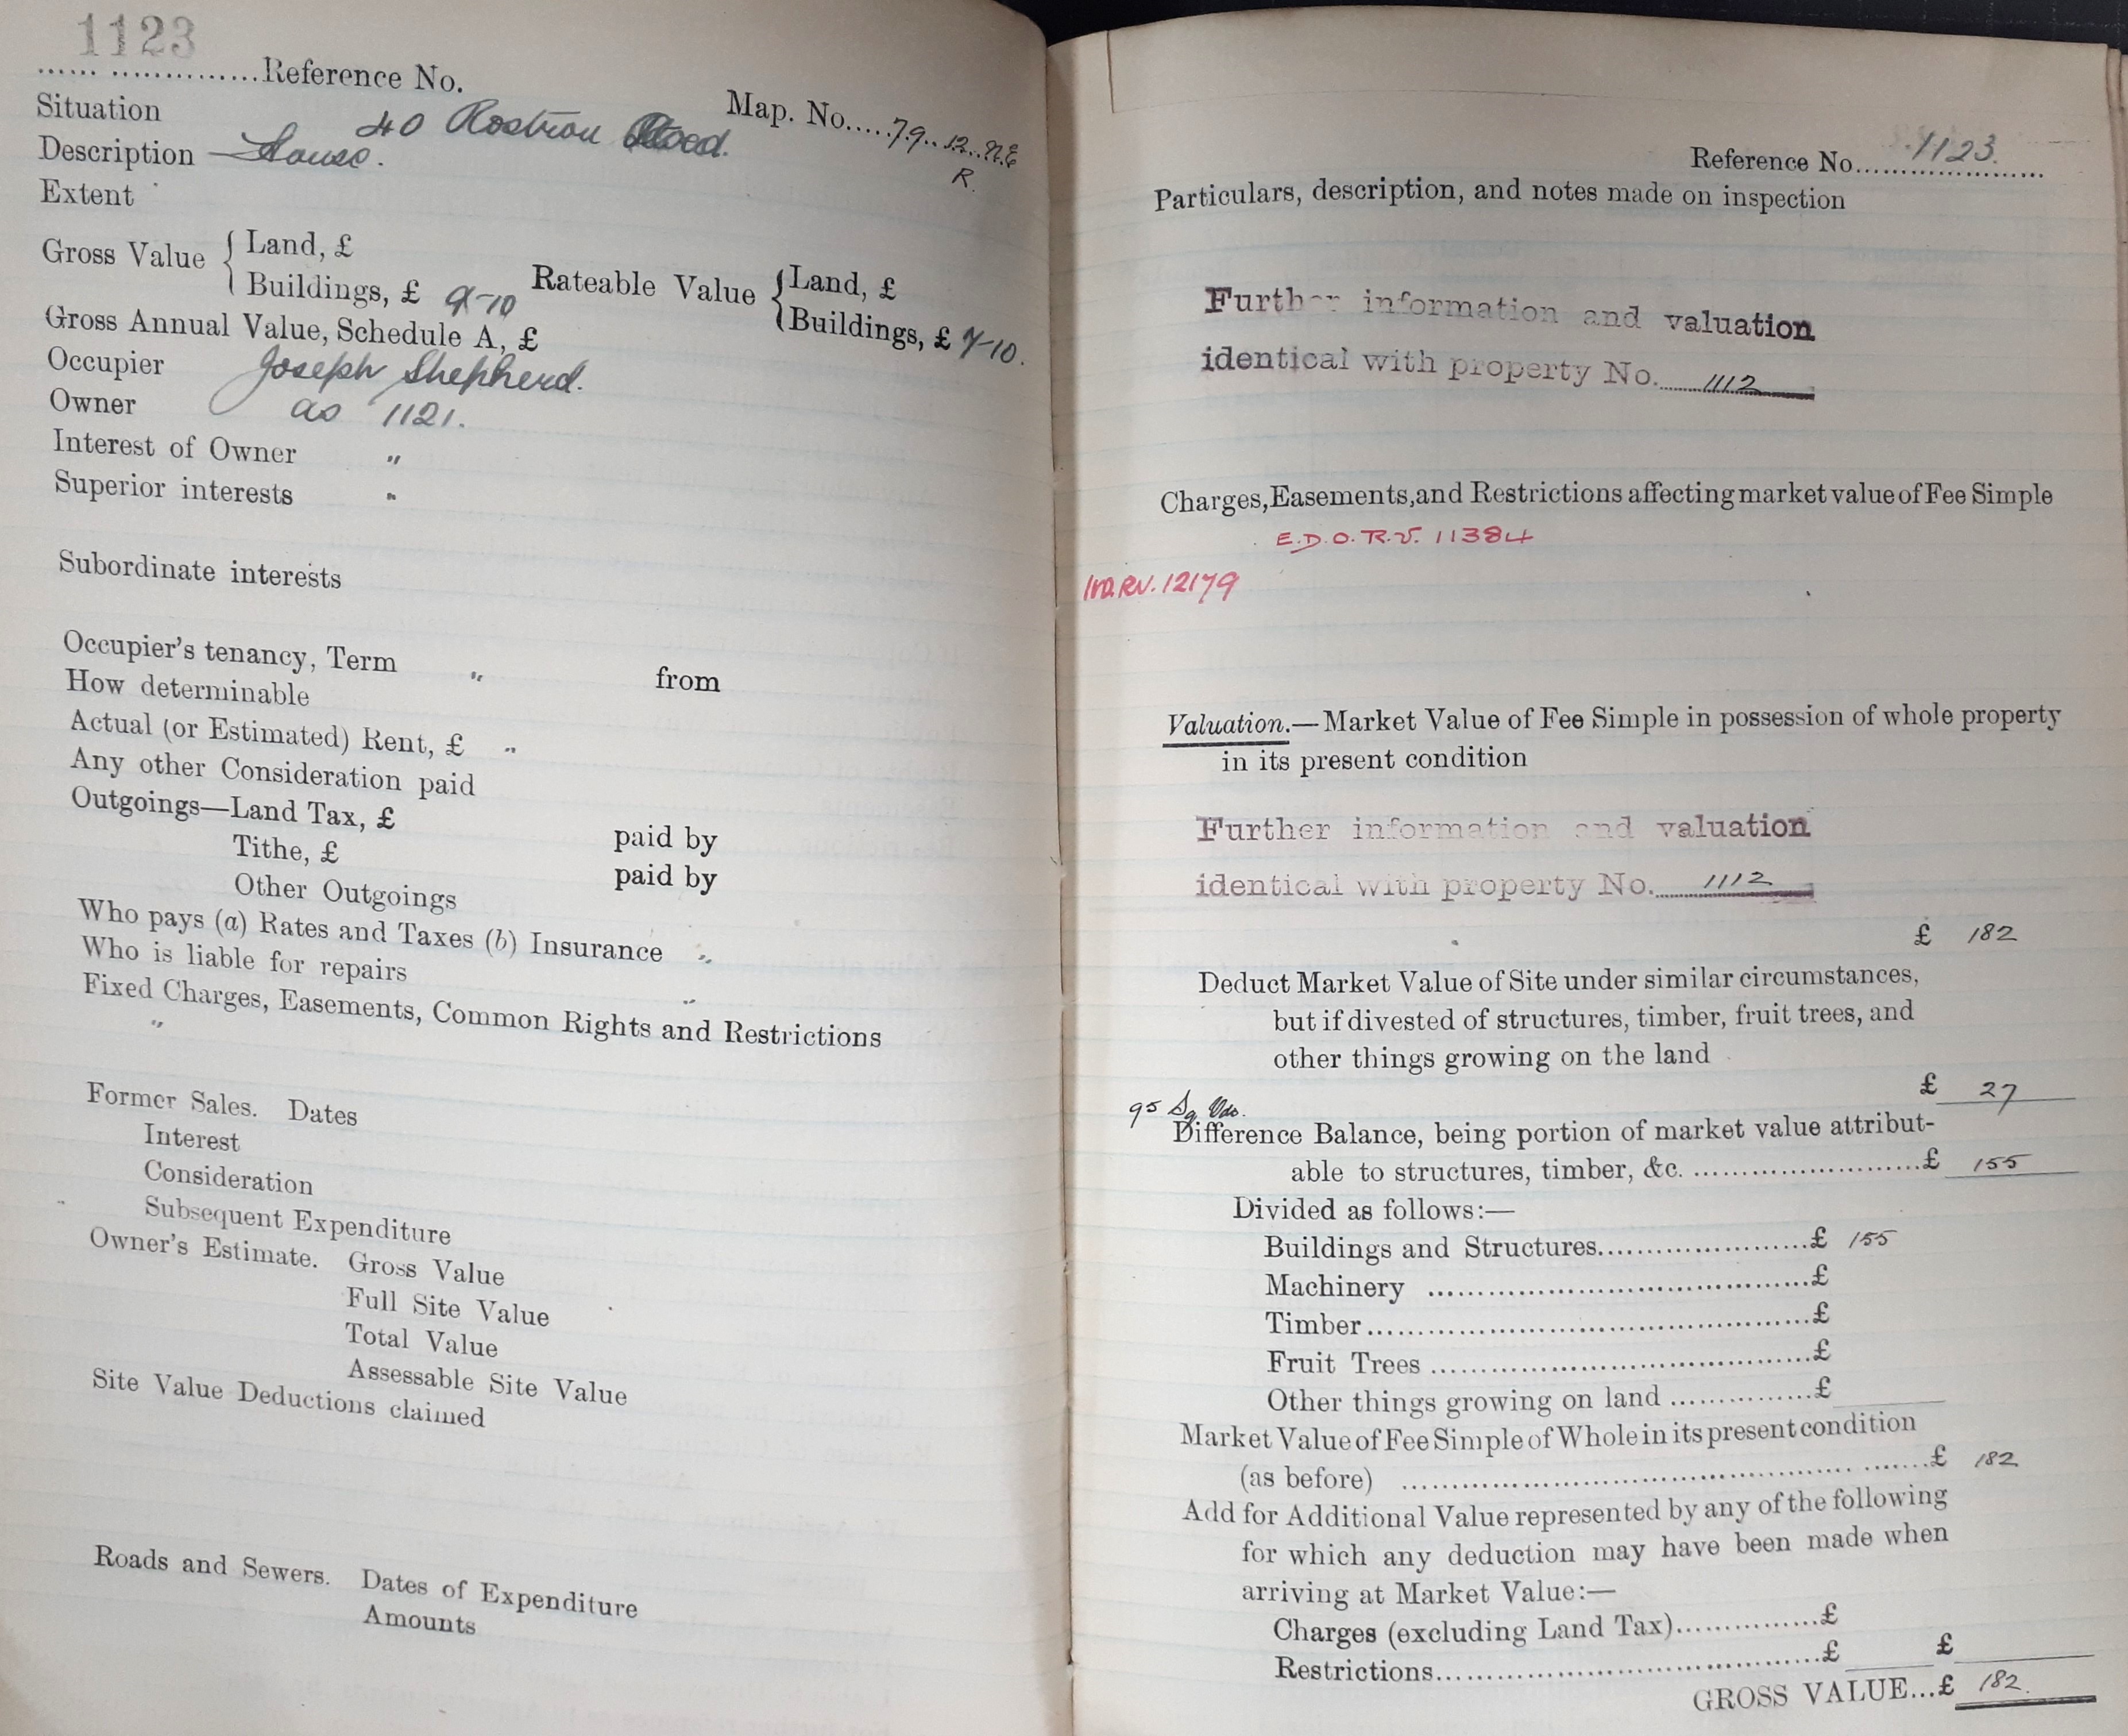 1123
...... ..............Reference No.
Map. No.....79..12..N.E
R.
Situation 40 Rostron Road.
Description House.
Extent
Gross Value { Land, £
Buildings, £ 9-10
Rateable Value { Land, £
Buildings, £ 7-10.
Gross Annual Value, Schedule A, £
Occupier Joseph Shepherd.
Owner as 1121.
Interest of Owner "
Superior interests "
Subordinate interests
Occupier's tenancy, Term " from
How determinable
Actual (or Estimated) Rent, £ "
Any other Consideration paid
Outgoings—Land Tax, £ paid by
Tithe, £ paid by
Other Outgoings
Who pays (a) Rates and Taxes (b) Insurance "
Who is liable for repairs "
Fixed Charges, Easements, Common Rights and Restrictions
"
Former Sales. Dates
Interest
Consideration
Subsequent Expenditure
Owner's Estimate. Gross Value
Full Site Value
Total Value
Assessable Site Value
Site Value Deductions claimed
Roads and Sewers. Dates of Expenditure
Amounts
Reference No. 1123.
Particulars, description, and notes made on inspection
Further information and valuation
identical with property No. 1112
Charges, Easements, and Restrictions affecting market value of Fee Simple
E.D.O.R.V. 11384
RV. 12179
Valuation.—Market Value of Fee Simple in possession of whole property
in its present condition
Further information and valuation
identical with property No. 1112
£ 182
Deduct Market Value of Site under similar circumstances,
but if divested of structures, timber, fruit trees, and
other things growing on the land
£ 27
95 Sq Yds.
Difference Balance, being portion of market value attribut-
able to structures, timber, &c. ........................£ 155
Divided as follows:—
Buildings and Structures......................£ 155
Machinery .......................................£
Timber.............................................£
Fruit Trees .......................................£
Other things growing on land ..............£
Market Value of Fee Simple of Whole in its present condition
(as before) ....................................................£ 182
Add for Additional Value represented by any of the following
for which any deduction may have been made when
arriving at Market Value:—
Charges (excluding Land Tax)..............£
Restrictions.......................................£ £
GROSS VALUE...£ 182.